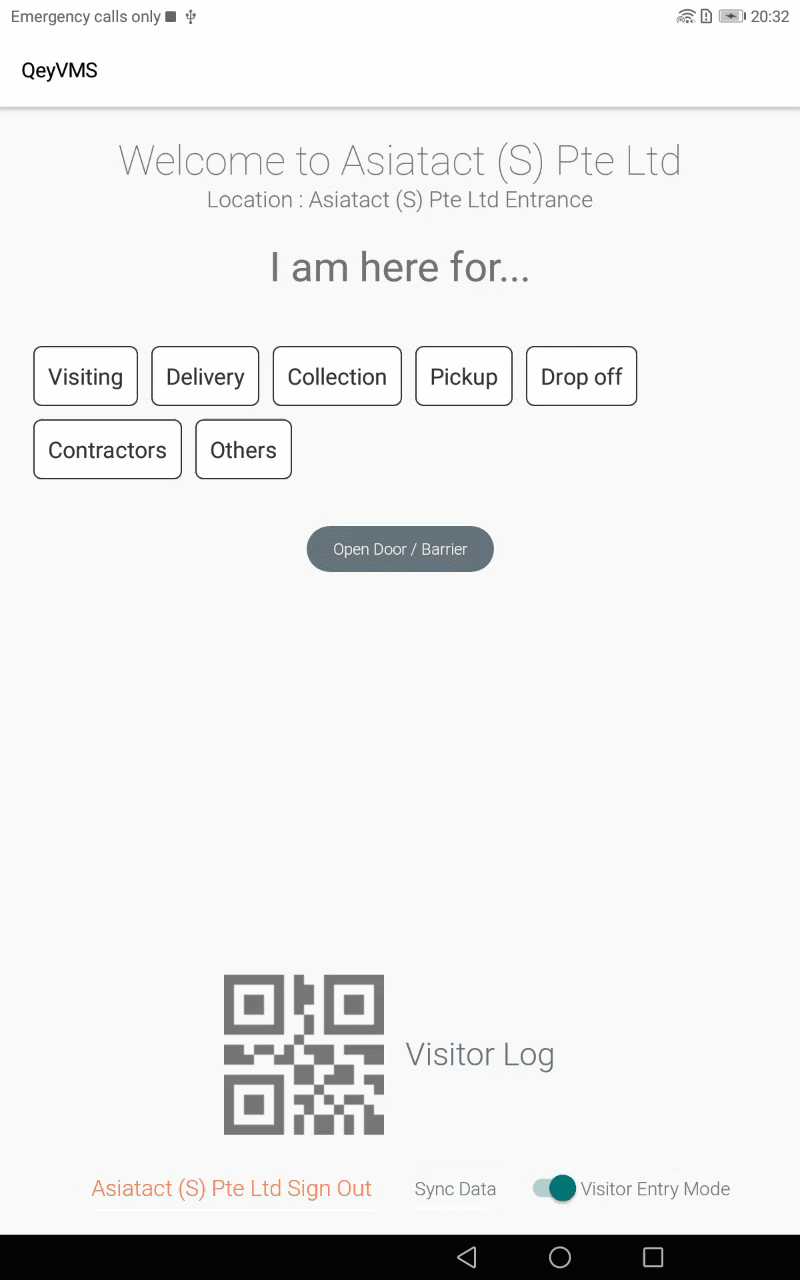 Emergency calls only 20:32
QeyVMS
Welcome to Asiatact (S) Pte Ltd
Location : Asiatact (S) Pte Ltd Entrance
I am here for...
Visiting Delivery Collection Pickup Drop off
Contractors Others
Open Door / Barrier
Visitor Log
Asiatact (S) Pte Ltd Sign Out Sync Data Visitor Entry Mode